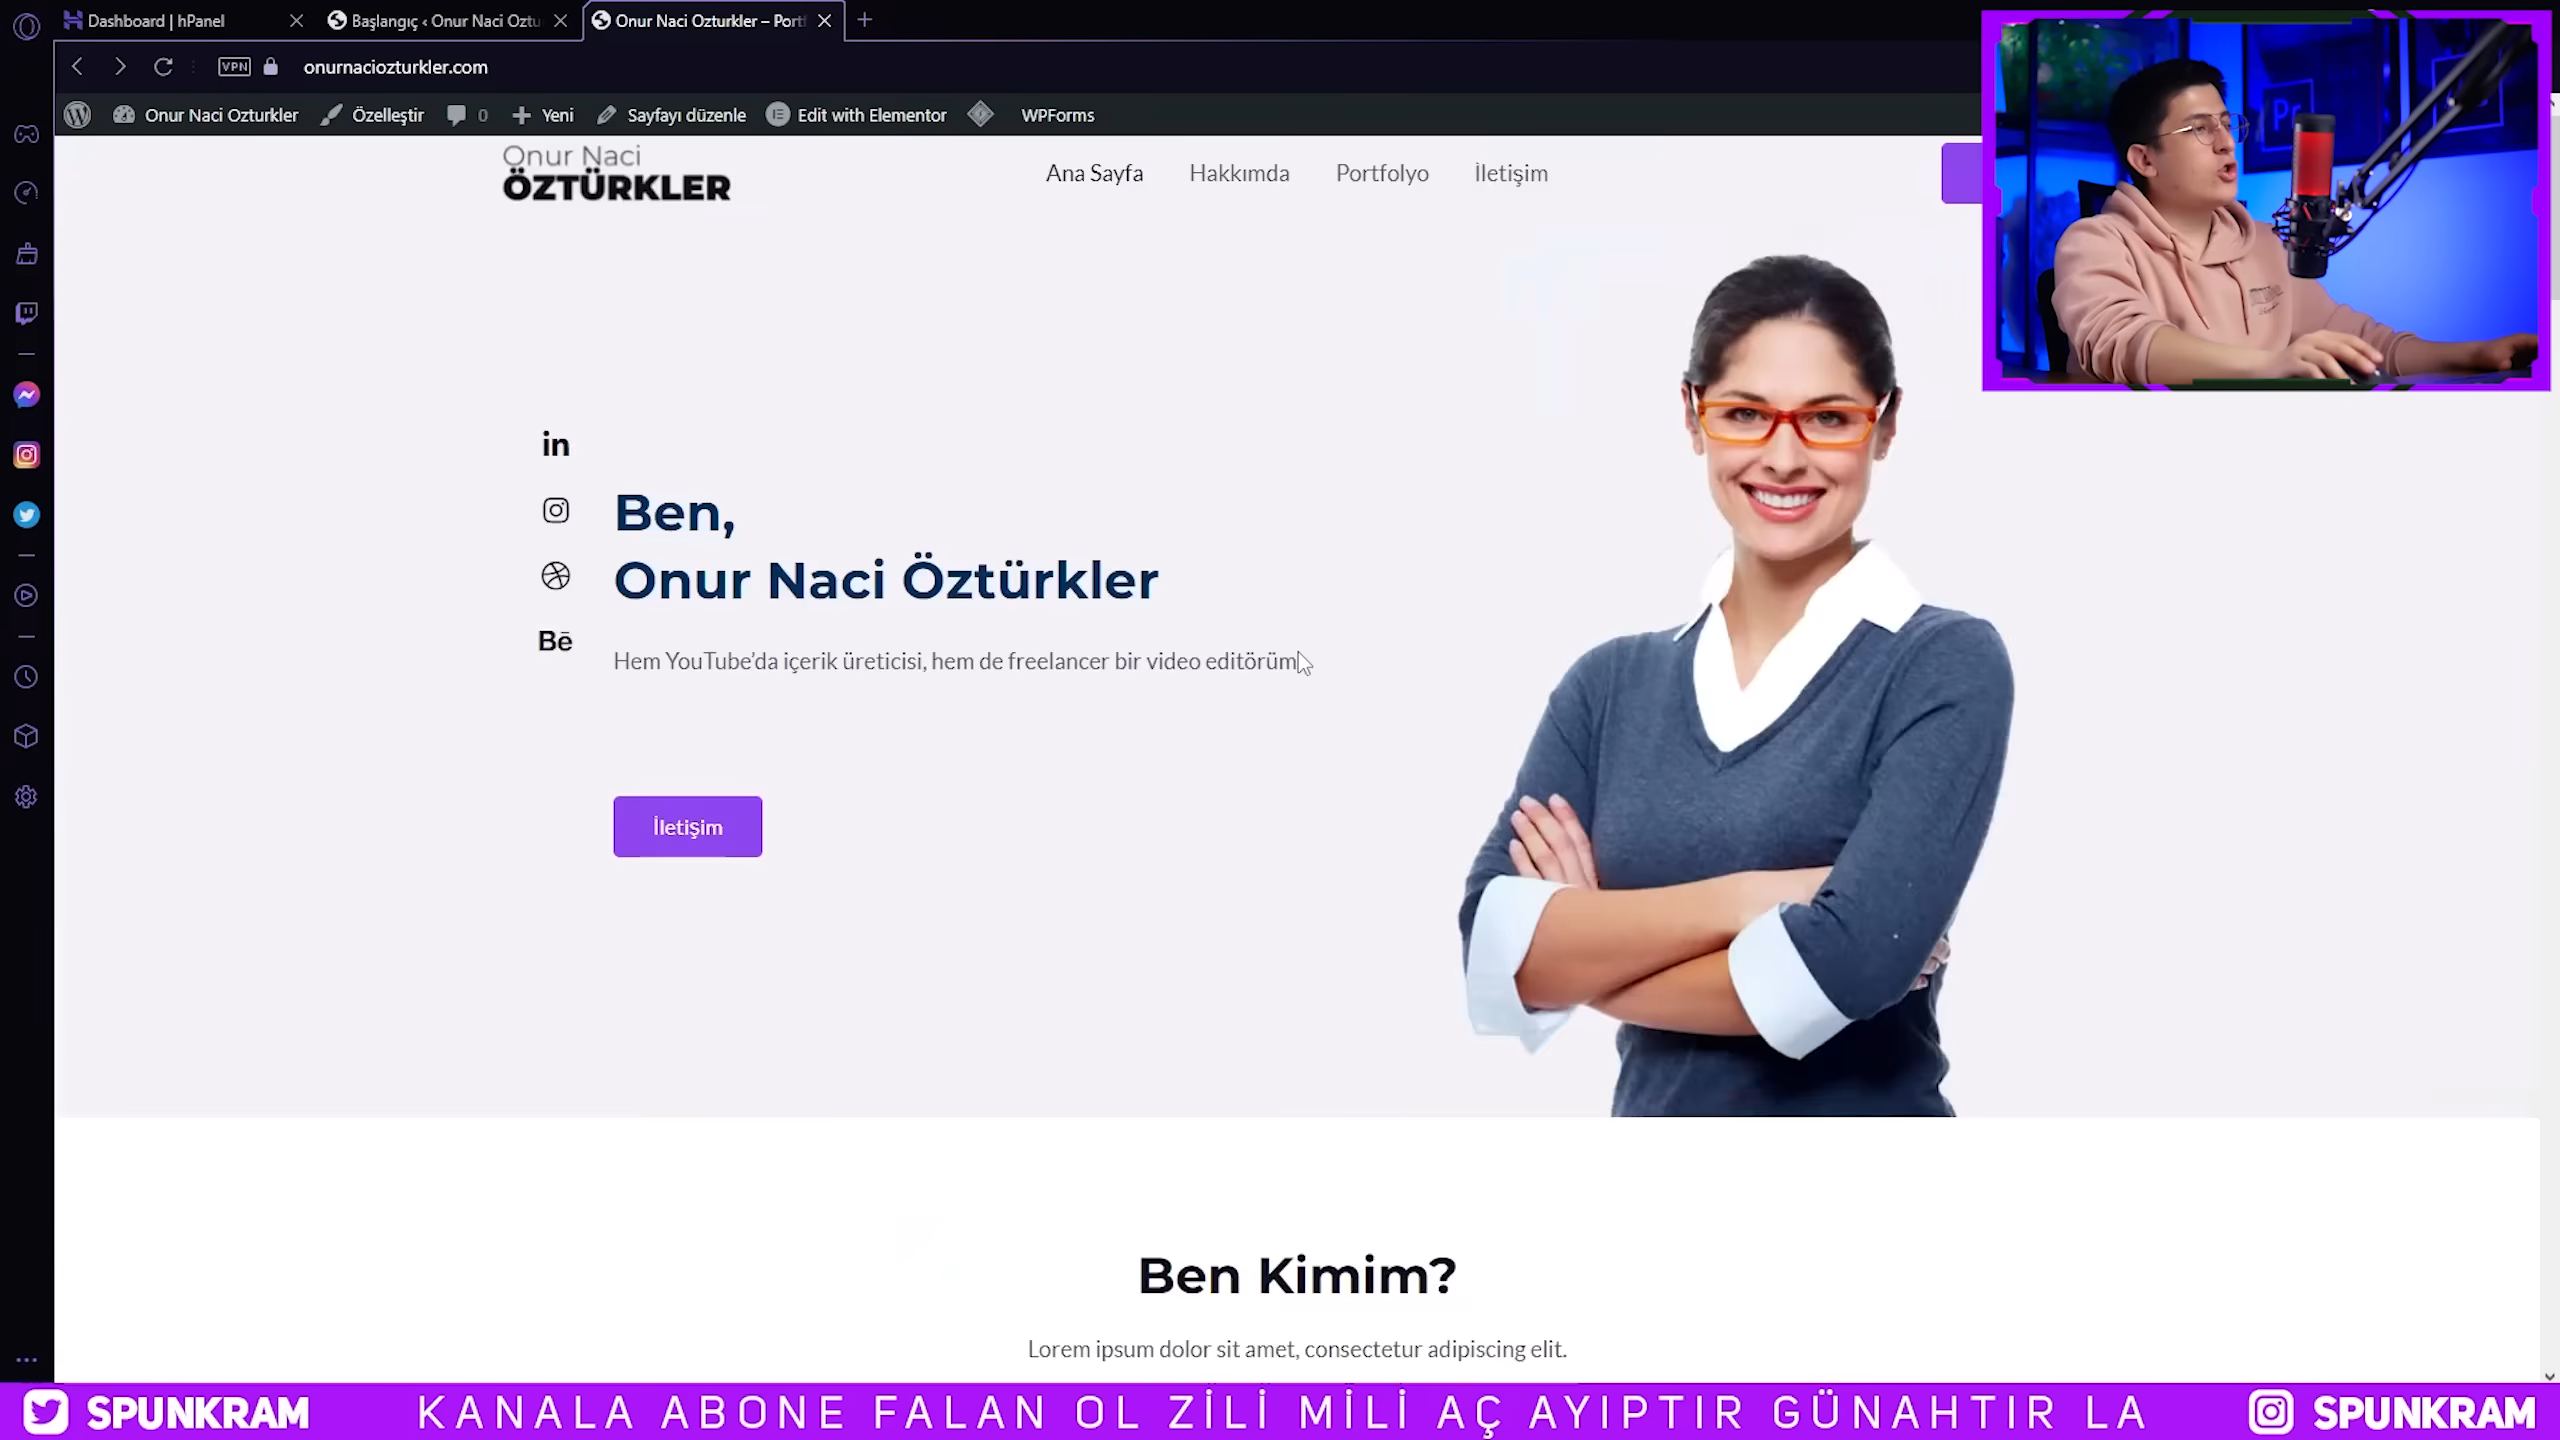 Dashboard | hPanel
Başlangıç ‹ Onur Naci Oztu
Onur Naci Ozturkler – Portf
VPN
onurnaciozturkler.com
Onur Naci Ozturkler
Özelleştir
0
Yeni
Sayfayı düzenle
Edit with Elementor
WPForms
Onur Naci
ÖZTÜRKLER
Ana Sayfa
Hakkımda
Portfolyo
İletişim
Pr
in
Ben,
Onur Naci Öztürkler
Bē
Hem YouTube’da içerik üreticisi, hem de freelancer bir video editörüm
İletişim
Ben Kimim?
Lorem ipsum dolor sit amet, consectetur adipiscing elit.
SPUNKRAM
KANALA ABONE FALAN OL ZİLİ MİLİ AÇ AYIPTIR GÜNAHTIR LA
SPUNKRAM